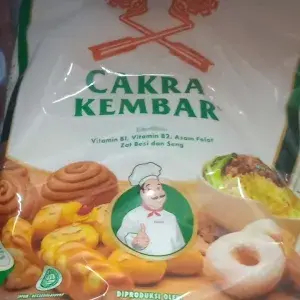 CAKRA
KEMBAR
Vitamin B1, Vitamin B2, Asam Folat
Zat Besi dan Seng
DIPRODUKSI OLEH